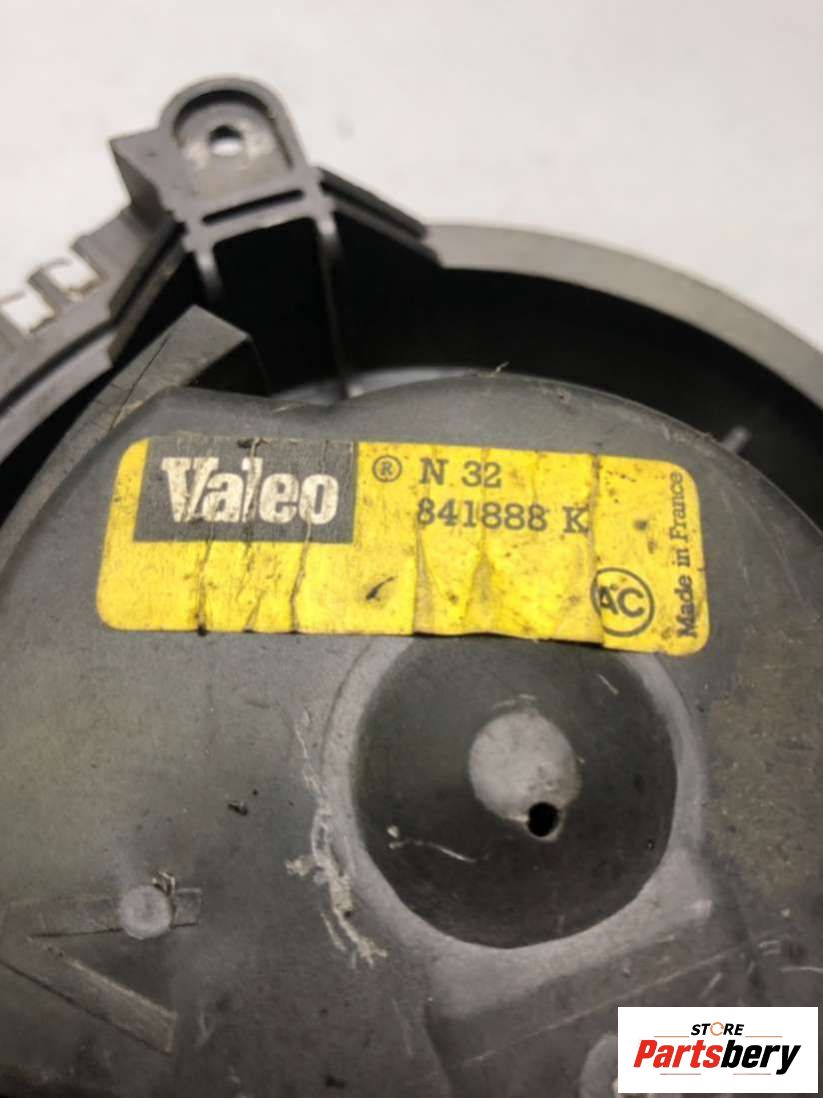 Valeo ® N 32
841888 K
AC
Made in France
STORE
Partsbery